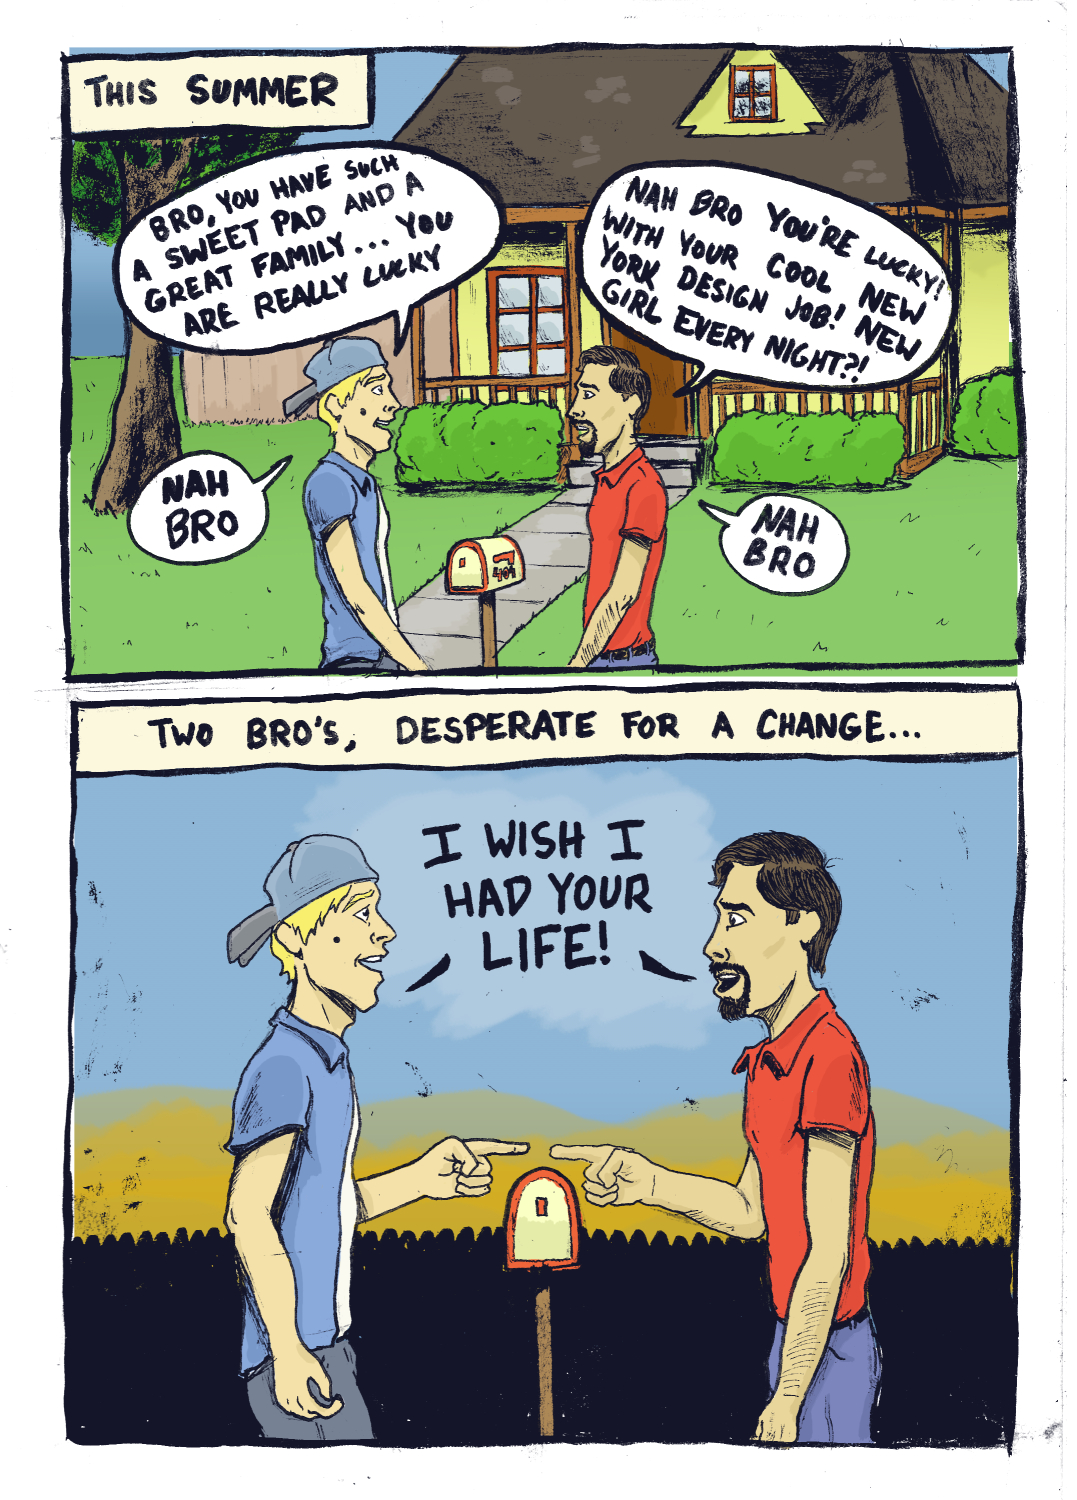 THIS SUMMER
BRO, YOU HAVE SUCH
A SWEET PAD AND A
GREAT FAMILY... YOU
ARE REALLY LUCKY
NAH BRO YOU'RE LUCKY!
WITH YOUR COOL NEW
YORK DESIGN JOB! NEW
GIRL EVERY NIGHT?!
NAH
BRO
NAH
BRO
401
TWO BRO'S, DESPERATE FOR A CHANGE...
I WISH I
HAD YOUR
LIFE!